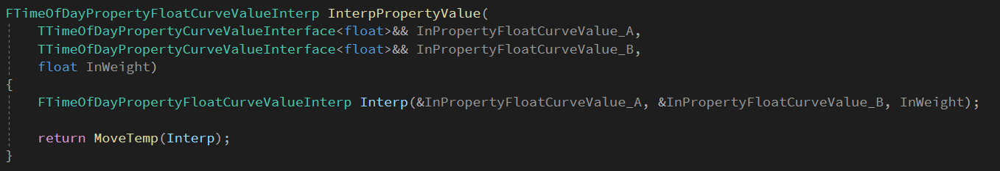 FTimeOfDayPropertyFloatCurveValueInterp InterpPropertyValue(
    TTimeOfDayPropertyCurveValueInterface<float>&& InPropertyFloatCurveValue_A,
    TTimeOfDayPropertyCurveValueInterface<float>&& InPropertyFloatCurveValue_B,
    float InWeight)
{
    FTimeOfDayPropertyFloatCurveValueInterp Interp(&InPropertyFloatCurveValue_A, &InPropertyFloatCurveValue_B, InWeight);
    return MoveTemp(Interp);
}